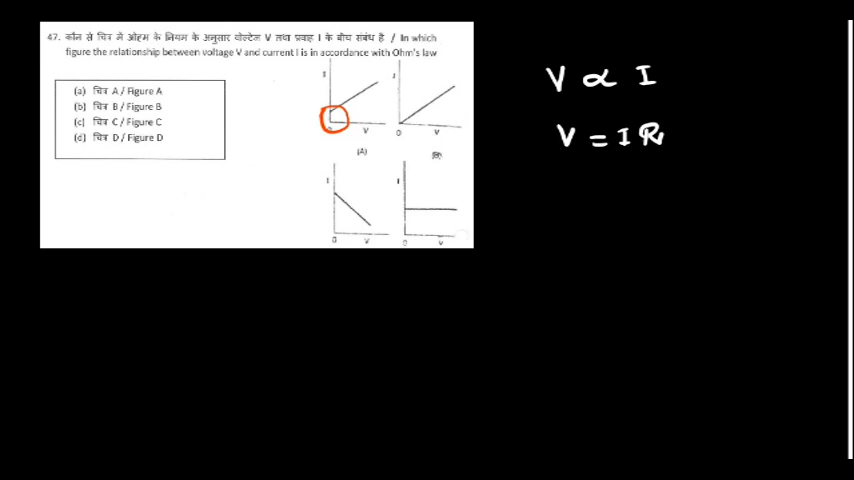 47. कौन से चित्र मे ओह्म के नियम के अनुसार वोल्टेज V तथा प्रवाह I के बीच संबंध है / In which
figure the relationship between voltage V and current I is in accordance with Ohm's law
(a) चित्र A / Figure A
(b) चित्र B / Figure B
(c) चित्र C / Figure C
(d) चित्र D / Figure D
I
V
(A)
I
0 V
(B)
I
0 V
I
0 V
V ∝ I
V = IR